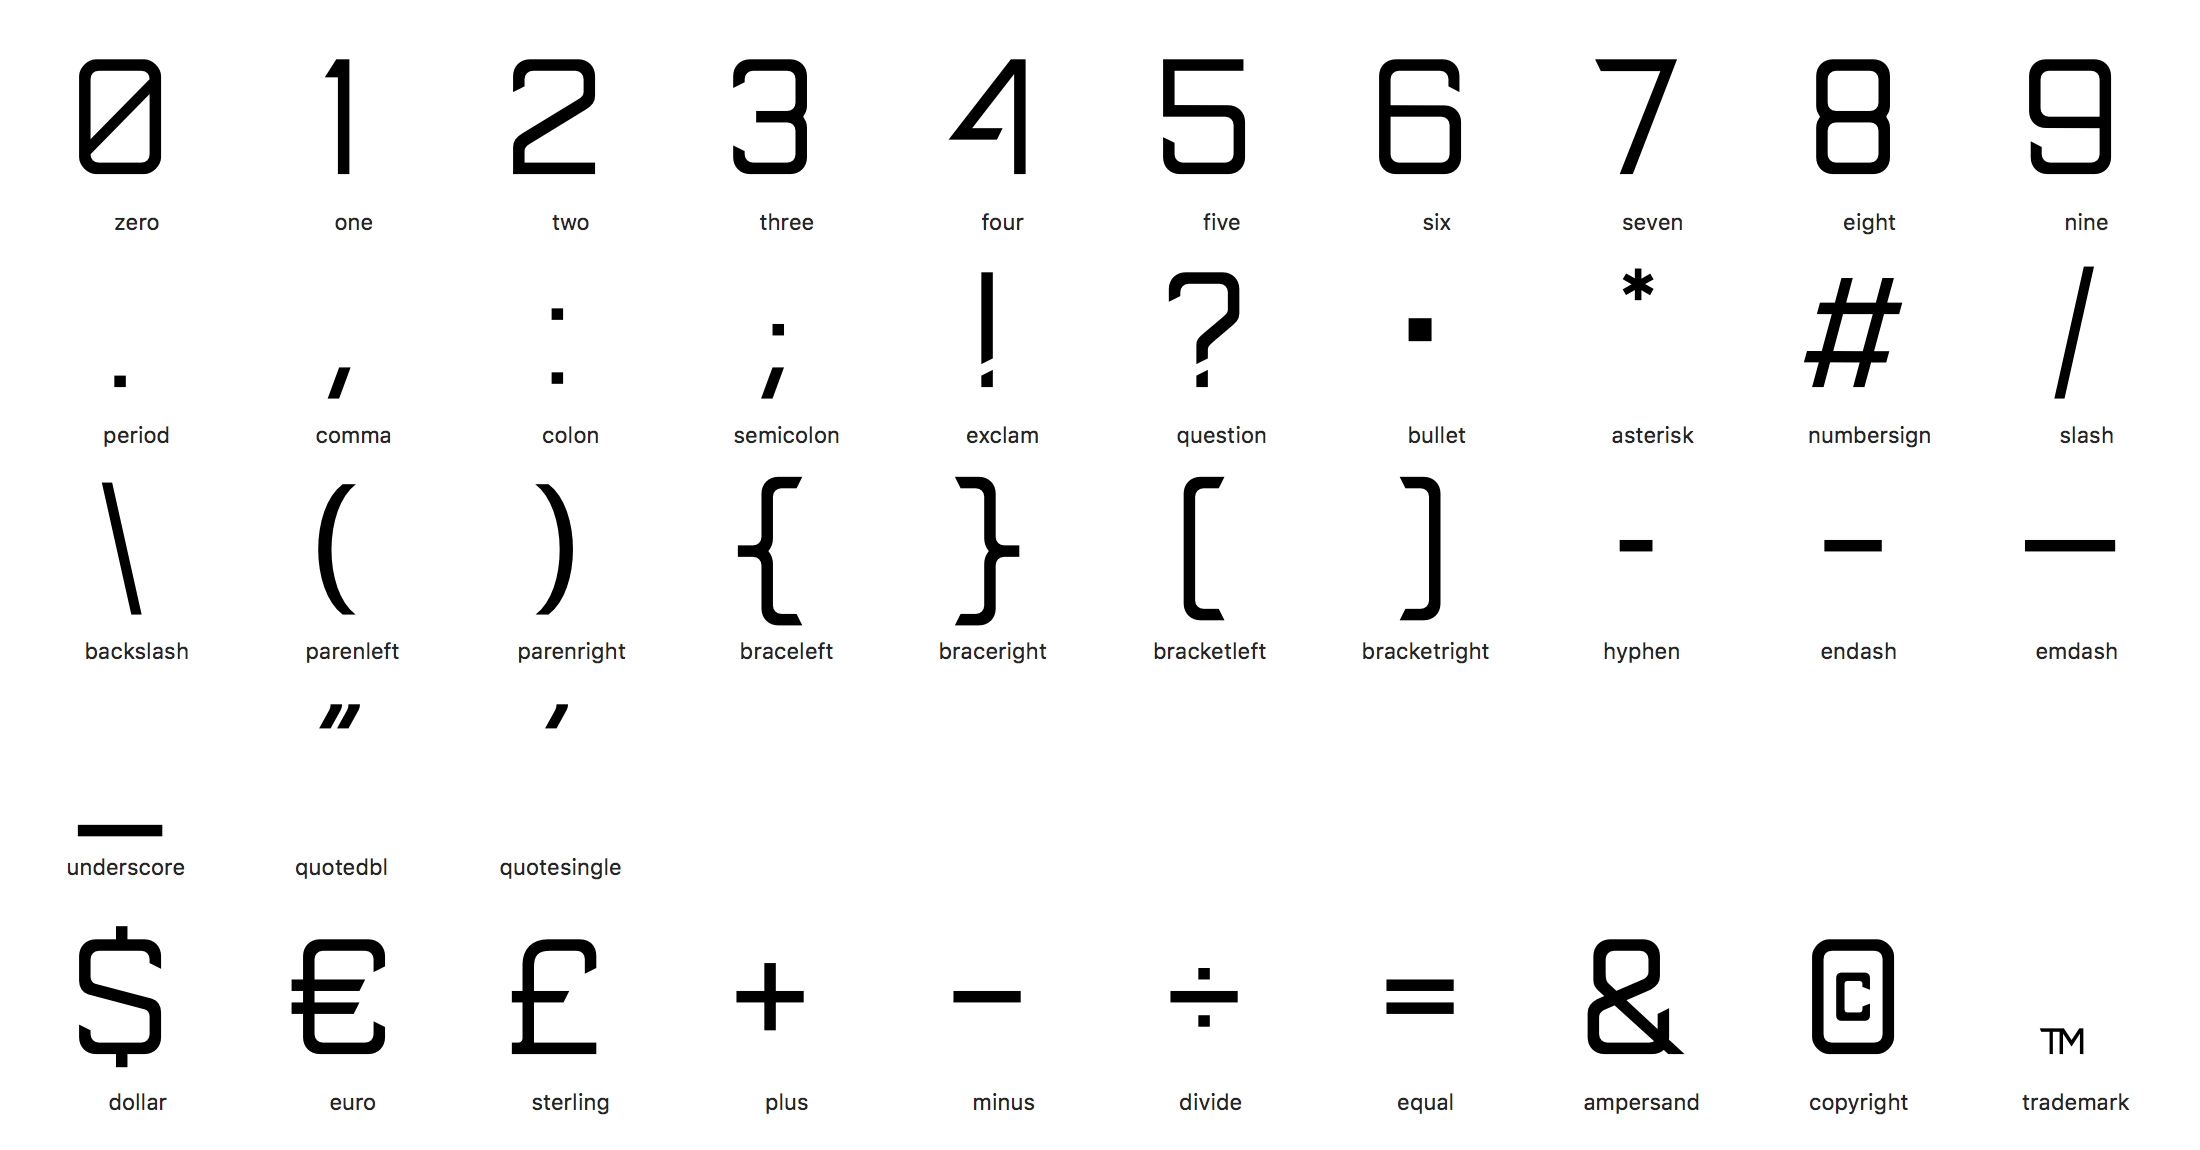 0 1 2 3 4 5 6 7 8 9
zero one two three four five six seven eight nine
. , : ; ! ? ▪ * # /
period comma colon semicolon exclam question bullet asterisk numbersign slash
\ ( ) { } [ ] - – —
backslash parenleft parenright braceleft braceright bracketleft bracketright hyphen endash emdash
_ " '
underscore quotedbl quotesingle
$ € £ + − ÷ = & © ™
dollar euro sterling plus minus divide equal ampersand copyright trademark